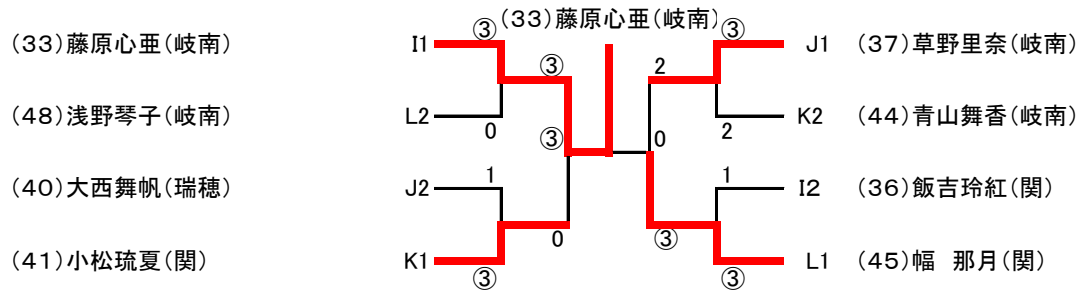 (33)藤原心亜(岐南)
(33)藤原心亜(岐南) I1 ③ ③ J1 (37)草野里奈(岐南)
③ 2
(48)浅野琴子(岐南) L2 0 2 K2 (44)青山舞香(岐南)
③ 0
(40)大西舞帆(瑞穂) J2 1 1 I2 (36)飯吉玲紅(関)
0 ③
(41)小松琉夏(関) K1 ③ ③ L1 (45)幅 那月(関)